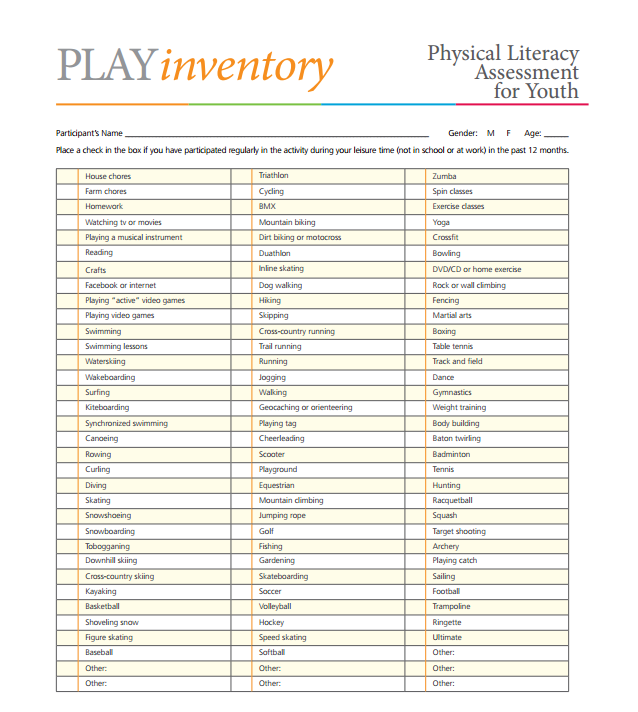 PLAY inventory
Physical Literacy
Assessment
for Youth
Participant's Name ____ Gender: M F Age: ____
Place a check in the box if you have participated regularly in the activity during your leisure time (not in school or at work) in the past 12 months.
House chores Triathlon Zumba
Farm chores Cycling Spin classes
Homework BMX Exercise classes
Watching tv or movies Mountain biking Yoga
Playing a musical instrument Dirt biking or motocross Crossfit
Reading Duathlon Bowling
Crafts Inline skating DVD/CD or home exercise
Facebook or internet Dog walking Rock or wall climbing
Playing “active” video games Hiking Fencing
Playing video games Skipping Martial arts
Swimming Cross-country running Boxing
Swimming lessons Trail running Table tennis
Waterskiing Running Track and field
Wakeboarding Jogging Dance
Surfing Walking Gymnastics
Kiteboarding Geocaching or orienteering Weight training
Synchronized swimming Playing tag Body building
Canoeing Cheerleading Baton twirling
Rowing Scooter Badminton
Curling Playground Tennis
Diving Equestrian Hunting
Skating Mountain climbing Racquetball
Snowshoeing Jumping rope Squash
Snowboarding Golf Target shooting
Tobogganing Fishing Archery
Downhill skiing Gardening Playing catch
Cross-country skiing Skateboarding Sailing
Kayaking Soccer Football
Basketball Volleyball Trampoline
Shoveling snow Hockey Ringette
Figure skating Speed skating Ultimate
Baseball Softball Other:
Other: Other: Other:
Other: Other: Other: